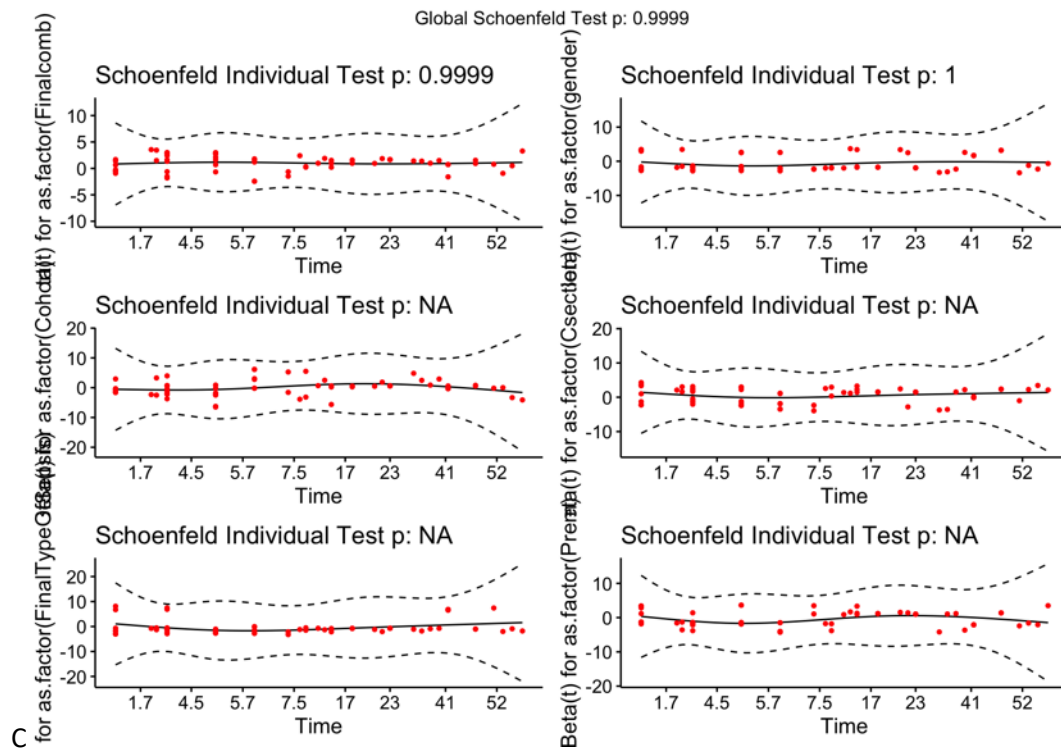 Global Schoenfeld Test p: 0.9999
Schoenfeld Individual Test p: 0.9999
for as.factor(Finalcomb)
10
5
0
-5
-10
1.7 4.5 5.7 7.5 17 23 41 52
Time
Schoenfeld Individual Test p: 1
for as.factor(gender)
10
0
-10
1.7 4.5 5.7 7.5 17 23 41 52
Time
Schoenfeld Individual Test p: NA
for as.factor(Cohort)
20
10
0
-10
-20
1.7 4.5 5.7 7.5 17 23 41 52
Time
Schoenfeld Individual Test p: NA
for as.factor(Csection)
20
10
0
-10
1.7 4.5 5.7 7.5 17 23 41 52
Time
Schoenfeld Individual Test p: NA
for as.factor(FinalTypeOfSepsis)
20
10
0
-10
-20
1.7 4.5 5.7 7.5 17 23 41 52
Time
Schoenfeld Individual Test p: NA
Beta(t) for as.factor(Prem)
10
0
-10
-20
1.7 4.5 5.7 7.5 17 23 41 52
Time
C